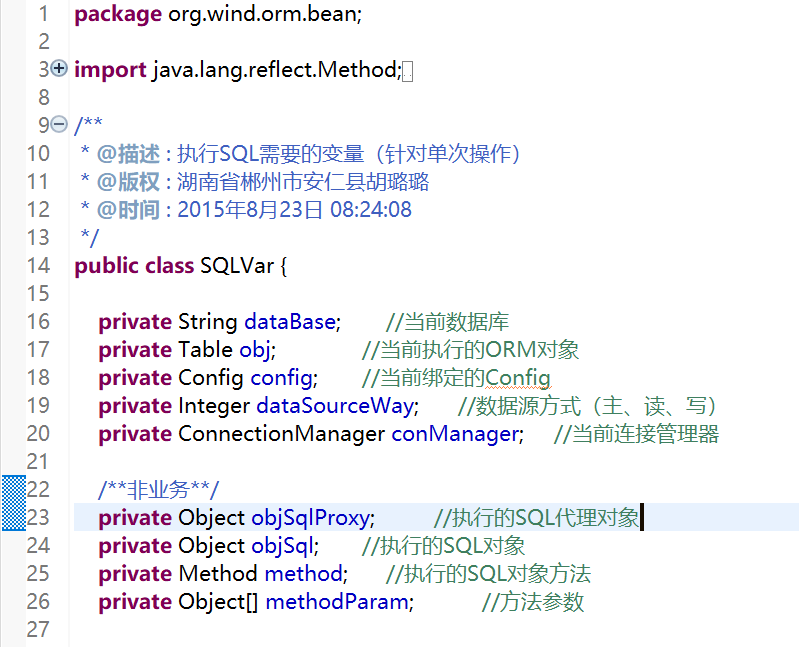 1 package org.wind.orm.bean;
2
3 import java.lang.reflect.Method;
8
9 /**
10 * @描述 : 执行SQL需要的变量（针对单次操作）
11 * @版权 : 湖南省郴州市安仁县胡璐璐
12 * @时间 : 2015年8月23日 08:24:08
13 */
14 public class SQLVar {
15
16 private String dataBase; //当前数据库
17 private Table obj; //当前执行的ORM对象
18 private Config config; //当前绑定的Config
19 private Integer dataSourceWay; //数据源方式（主、读、写）
20 private ConnectionManager conManager; //当前连接管理器
21
22 /**非业务**/
23 private Object objSqlProxy; //执行的SQL代理对象
24 private Object objSql; //执行的SQL对象
25 private Method method; //执行的SQL对象方法
26 private Object[] methodParam; //方法参数
27